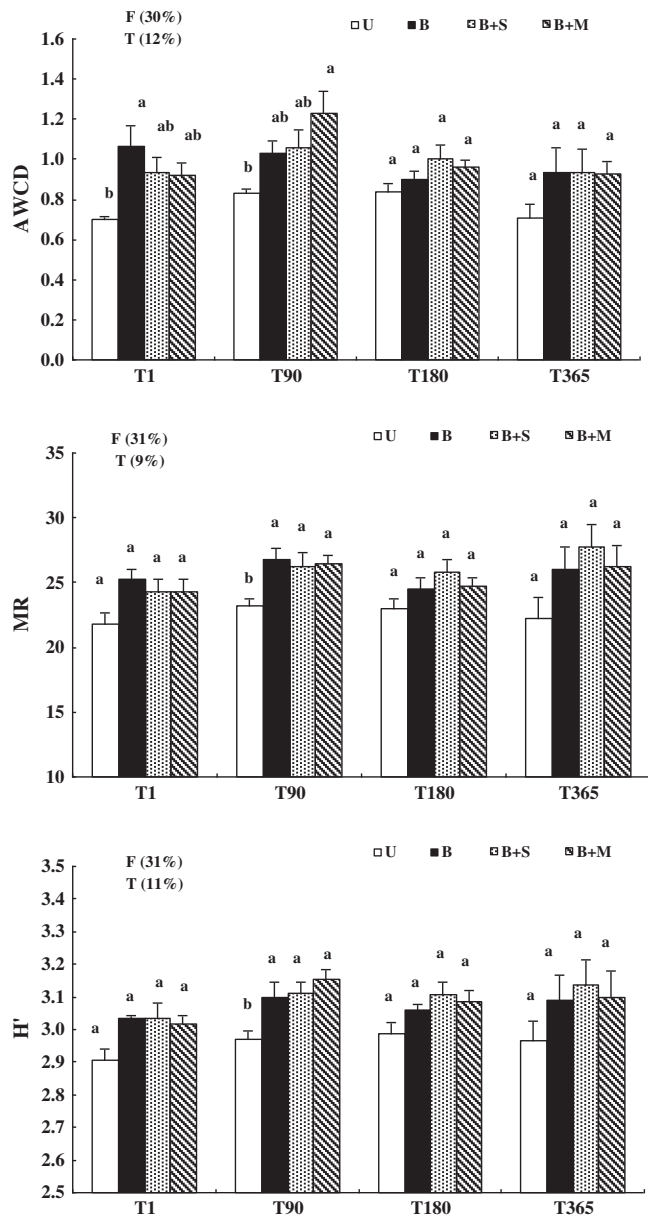 F (30%)
T (12%)
U B B+S B+M
AWCD
1.6
1.4
1.2
1.0
0.8
0.6
0.4
0.2
0.0
b a ab ab
b ab ab a
a a a a
a a a a
T1 T90 T180 T365
F (31%)
T (9%)
U B B+S B+M
MR
35
30
25
20
15
10
a a a a
b a a a
a a a a
a a a a
T1 T90 T180 T365
F (31%)
T (11%)
U B B+S B+M
H'
3.5
3.4
3.3
3.2
3.1
3.0
2.9
2.8
2.7
2.6
2.5
a a a a
b a a a
a a a a
a a a a
T1 T90 T180 T365